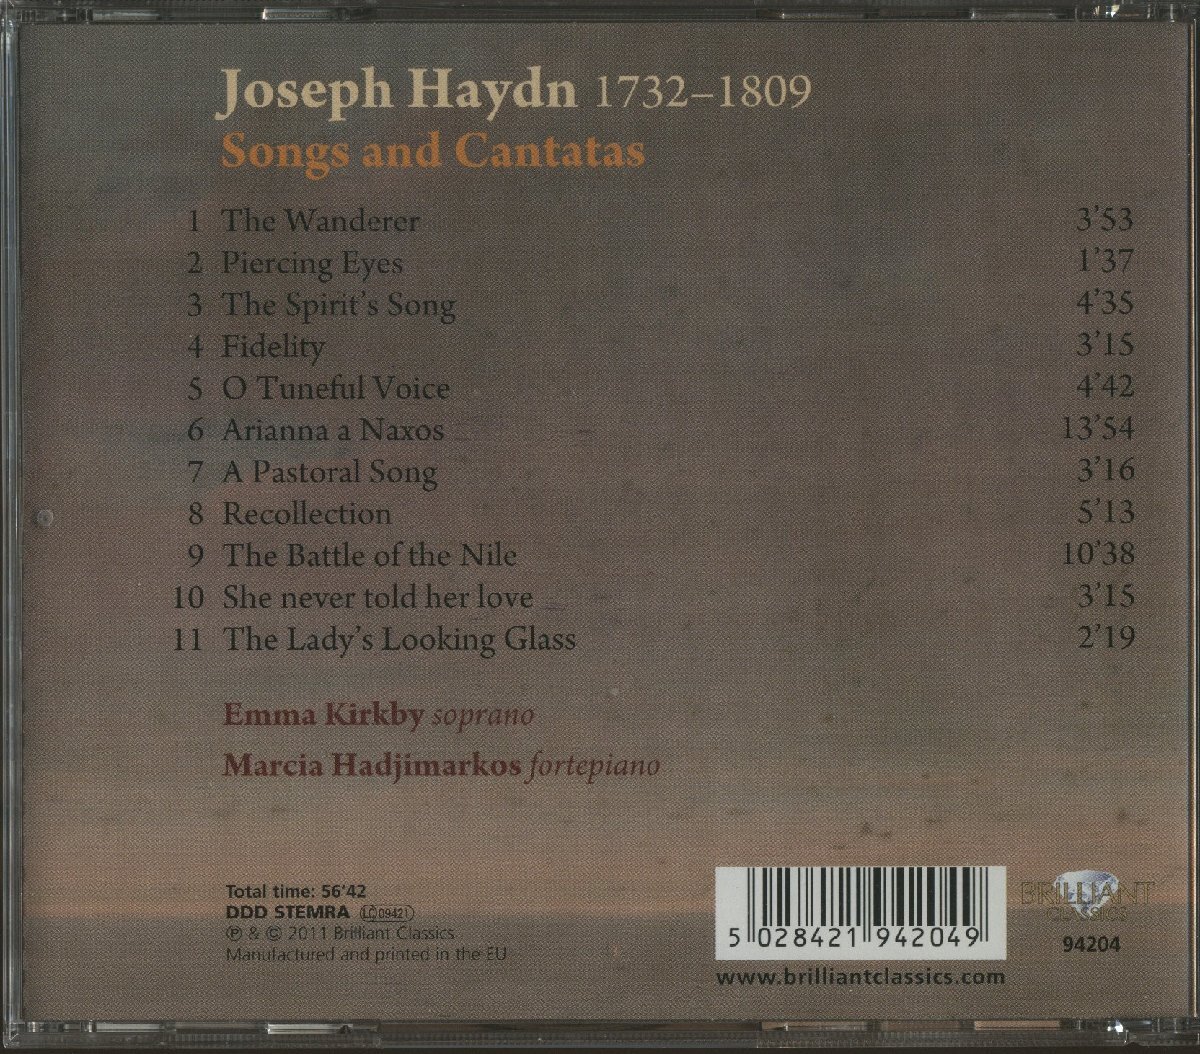 Joseph Haydn 1732–1809
Songs and Cantatas
1 The Wanderer 3’53
2 Piercing Eyes 1’37
3 The Spirit’s Song 4’35
4 Fidelity 3’15
5 O Tuneful Voice 4’42
6 Arianna a Naxos 13’54
7 A Pastoral Song 3’16
8 Recollection 5’13
9 The Battle of the Nile 10’38
10 She never told her love 3’15
11 The Lady’s Looking Glass 2’19
Emma Kirkby soprano
Marcia Hadjimarkos fortepiano
Total time: 56'42
DDD STEMRA LC 09421
℗ & © 2011 Brilliant Classics
Manufactured and printed in the EU
5 028421 942049
www.brilliantclassics.com
BRILLIANT
CLASSICS
94204